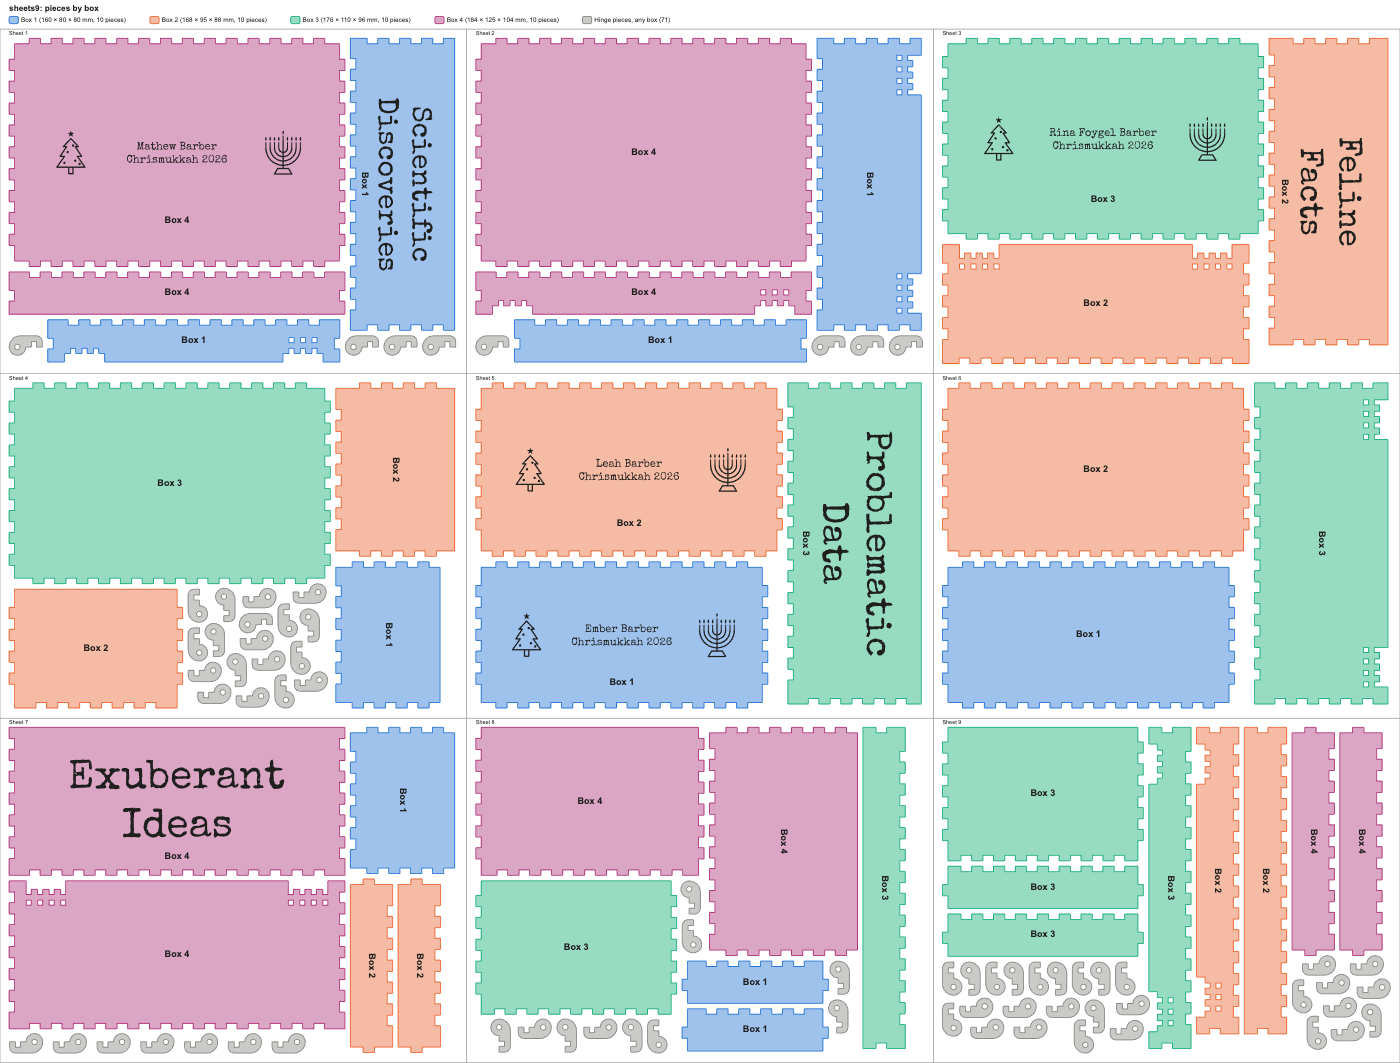 sheets9: pieces by box
Box 1 (160 × 80 × 80 mm, 10 pieces)
Box 2 (168 × 95 × 88 mm, 10 pieces)
Box 3 (176 × 110 × 96 mm, 10 pieces)
Box 4 (184 × 125 × 104 mm, 10 pieces)
Hinge pieces, any box (71)
Sheet 1
Mathew Barber
Chrismukkah 2026
Box 4
Box 4
Box 1
Scientific
Discoveries
Box 1
Sheet 2
Box 4
Box 4
Box 1
Box 1
Sheet 3
Rina Foygel Barber
Chrismukkah 2026
Box 3
Box 2
Feline
Facts
Box 2
Sheet 4
Box 3
Box 2
Box 2
Box 1
Sheet 5
Leah Barber
Chrismukkah 2026
Box 2
Ember Barber
Chrismukkah 2026
Box 1
Problematic
Data
Box 3
Sheet 6
Box 2
Box 1
Box 3
Sheet 7
Exuberant
Ideas
Box 4
Box 4
Box 1
Box 2
Box 2
Sheet 8
Box 4
Box 3
Box 4
Box 1
Box 1
Box 3
Sheet 9
Box 3
Box 3
Box 3
Box 3
Box 2
Box 2
Box 4
Box 4